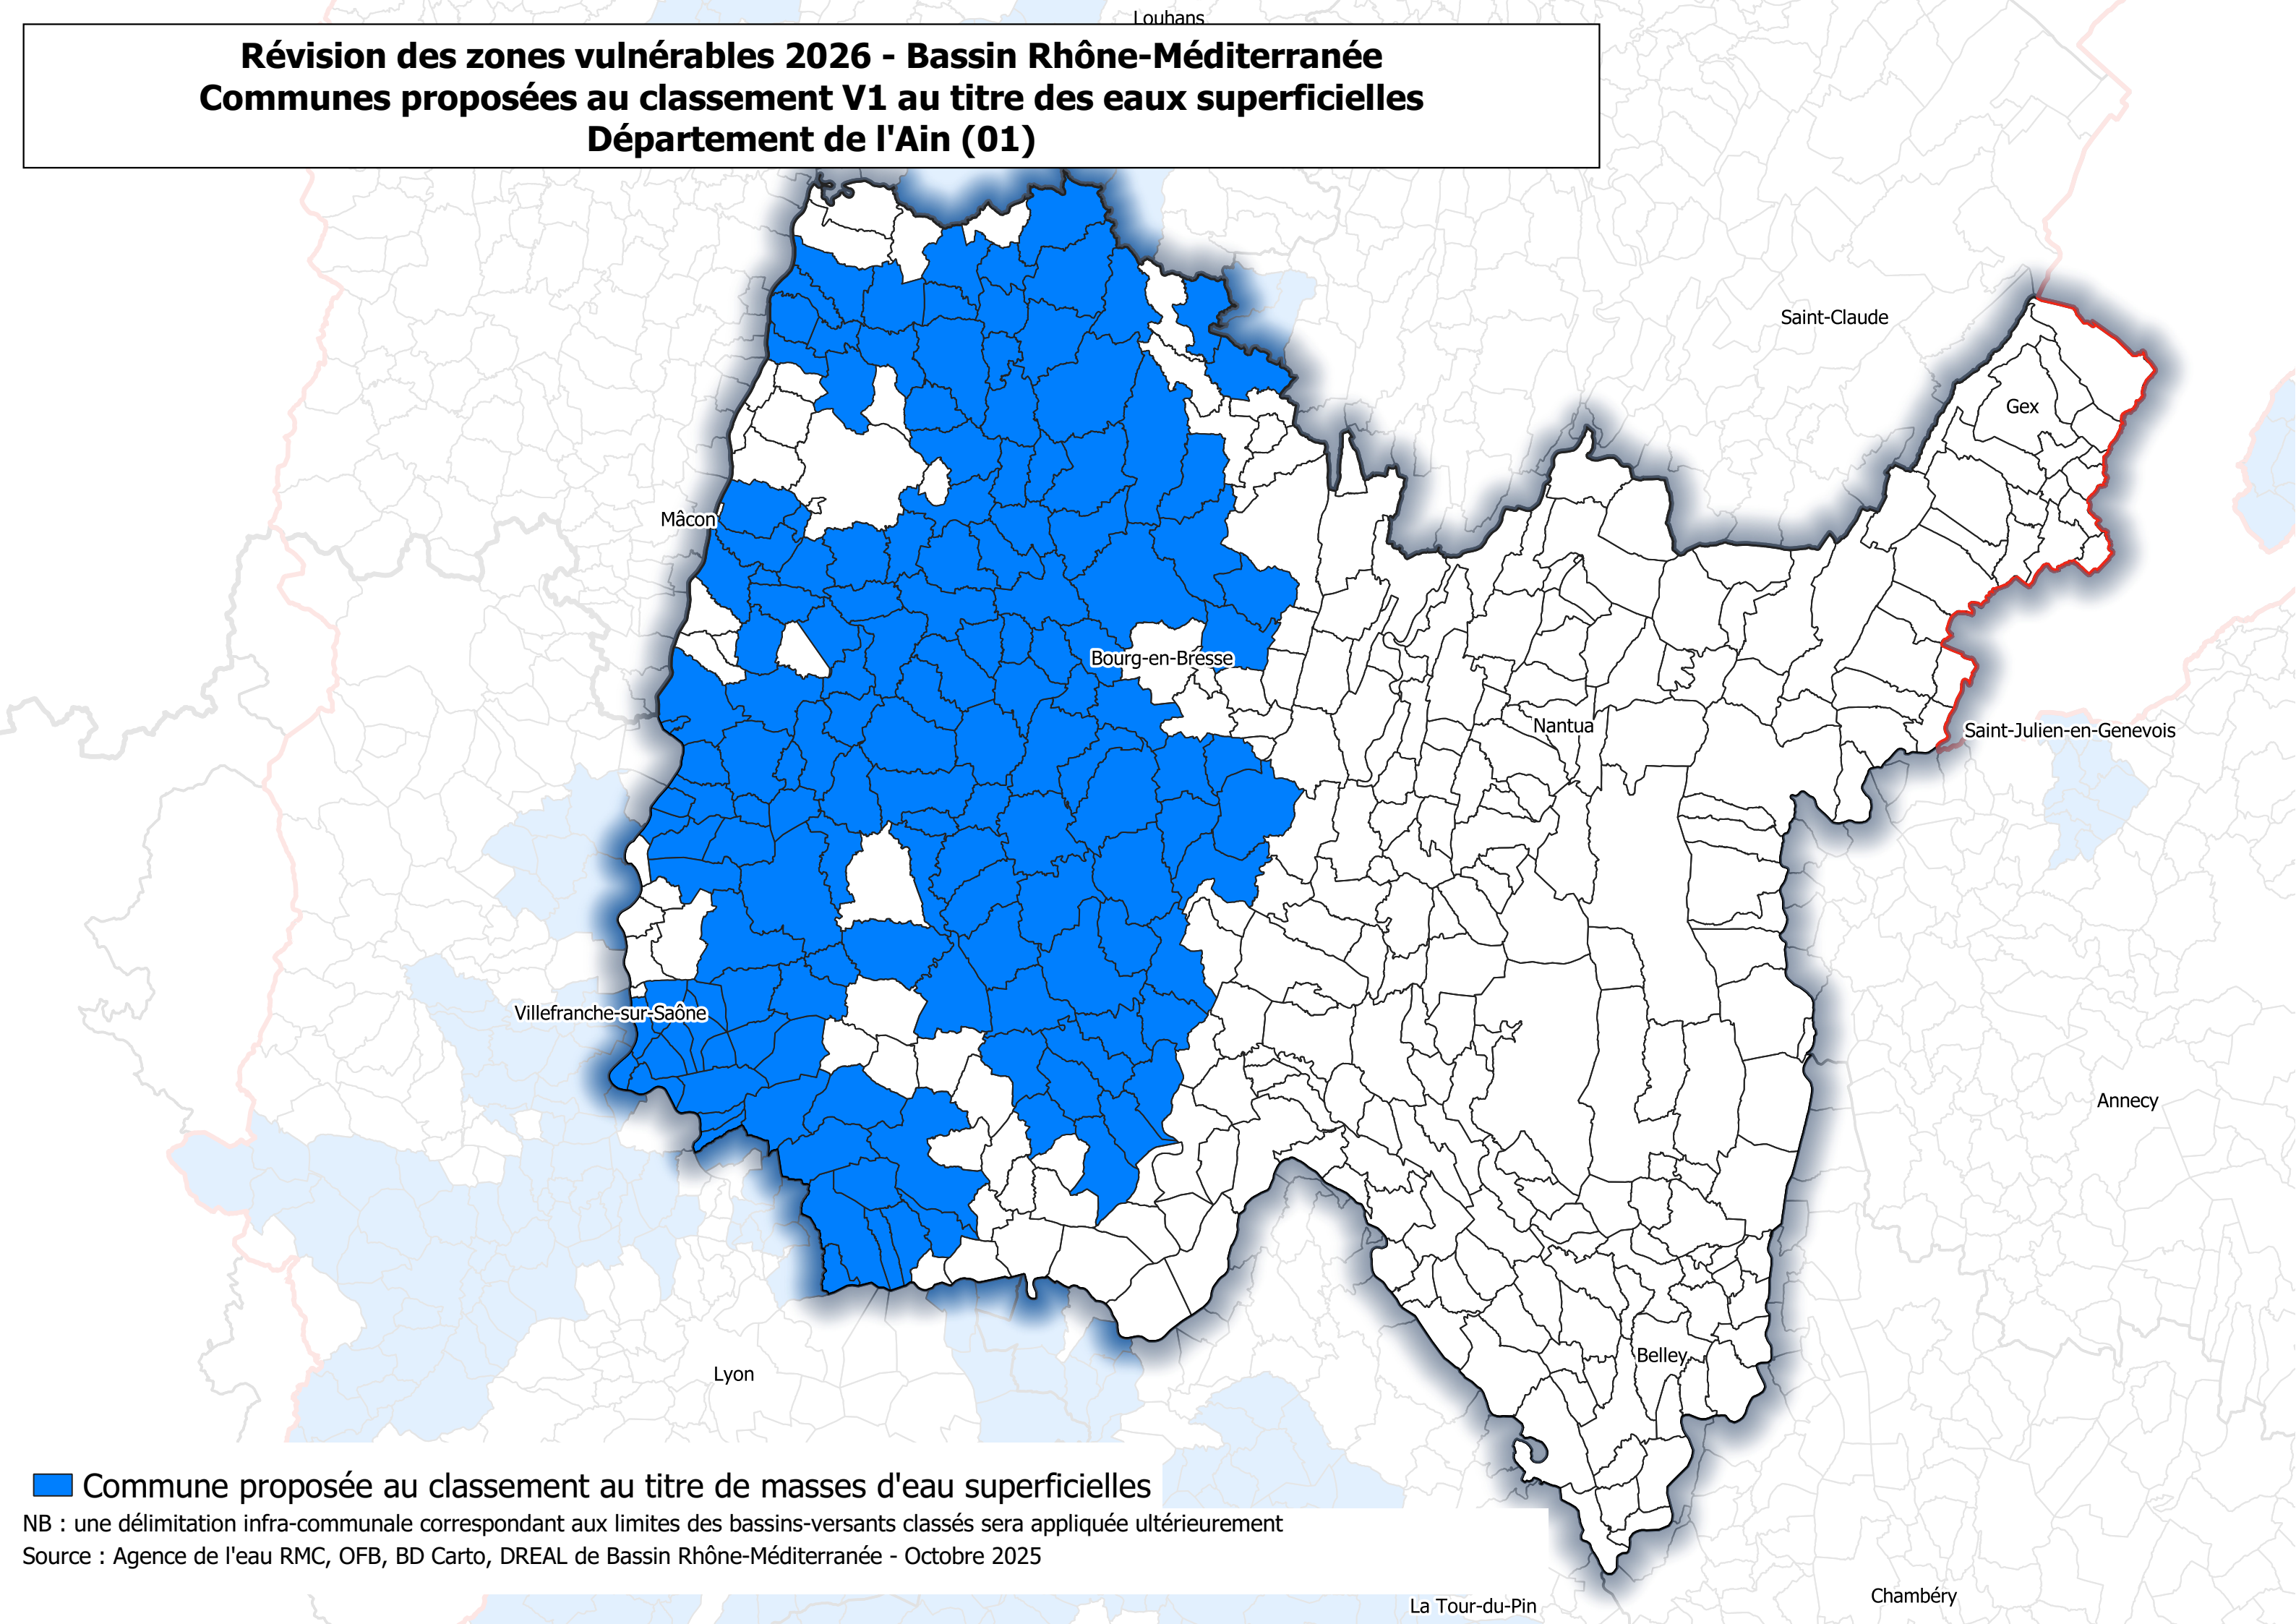 Louhans
Révision des zones vulnérables 2026 - Bassin Rhône-Méditerranée
Communes proposées au classement V1 au titre des eaux superficielles
Département de l'Ain (01)
Saint-Claude
Gex
Mâcon
Bourg-en-Bresse
Nantua
Saint-Julien-en-Genevois
Villefranche-sur-Saône
Annecy
Belley
Lyon
Commune proposée au classement au titre de masses d'eau superficielles
NB : une délimitation infra-communale correspondant aux limites des bassins-versants classés sera appliquée ultérieurement
Source : Agence de l'eau RMC, OFB, BD Carto, DREAL de Bassin Rhône-Méditerranée - Octobre 2025
Chambéry
La Tour-du-Pin